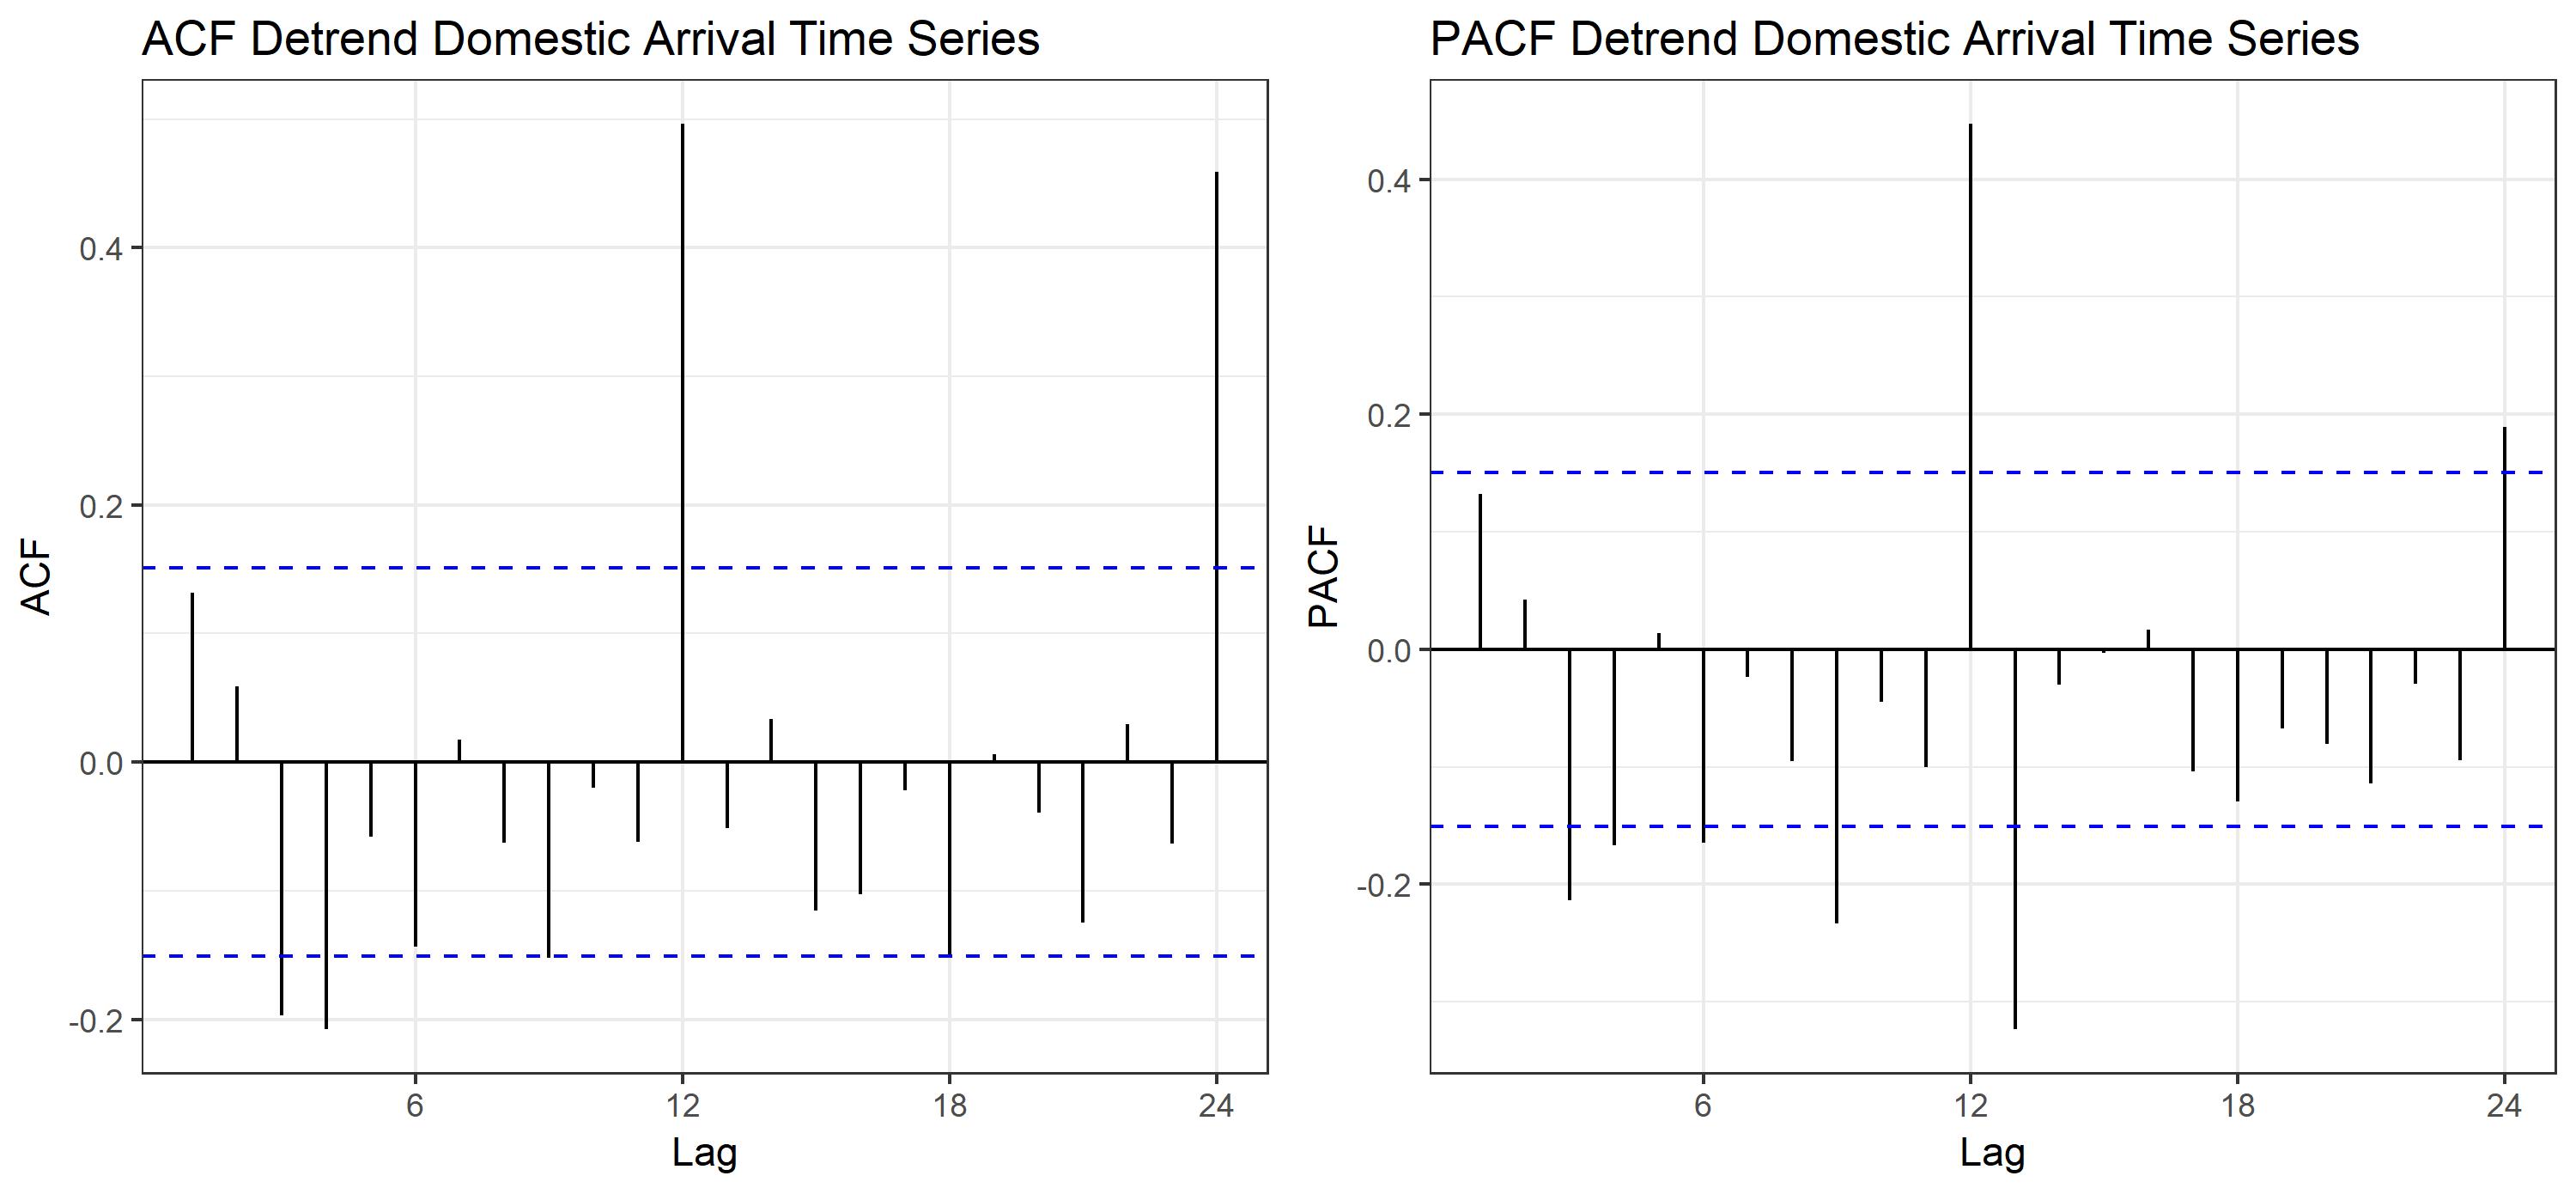 ACF Detrend Domestic Arrival Time Series
ACF
0.4
0.2
0.0
-0.2
6 12 18 24
Lag
PACF Detrend Domestic Arrival Time Series
PACF
0.4
0.2
0.0
-0.2
6 12 18 24
Lag